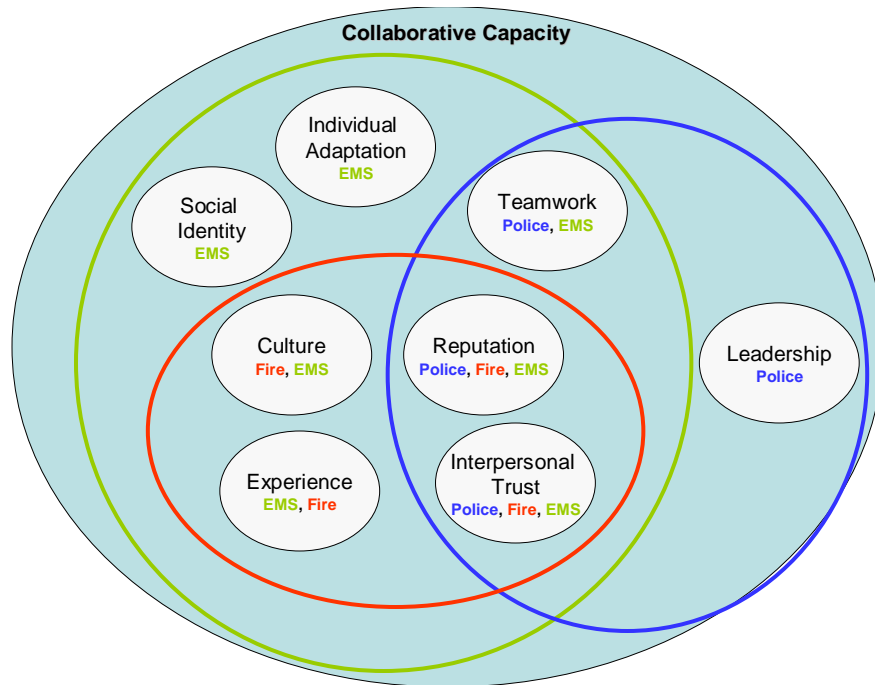 Collaborative Capacity
Individual
Adaptation
EMS
Social
Identity
EMS
Teamwork
Police, EMS
Culture
Fire, EMS
Reputation
Police, Fire, EMS
Leadership
Police
Experience
EMS, Fire
Interpersonal
Trust
Police, Fire, EMS